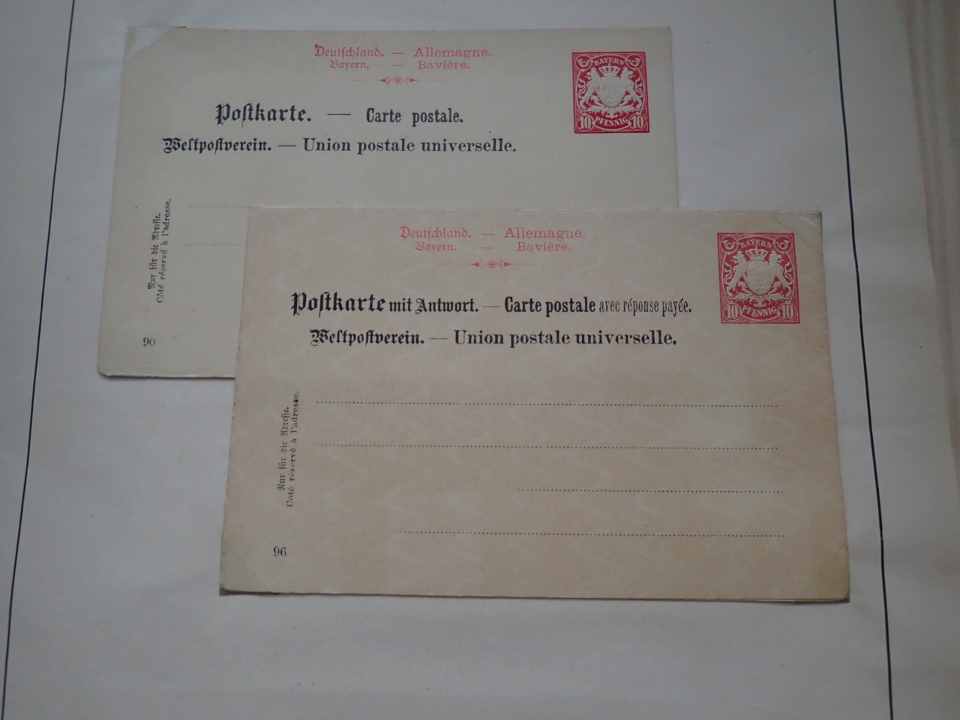 Deutschland. — Allemagne.
Bayern. — Bavière.
BAYERN
10 PFENNIG 10
Postkarte. — Carte postale.
Weltpostverein. — Union postale universelle.
Nur für die Adresse.
Côté réservé à l'adresse.
96
Deutschland. — Allemagne.
Bayern. — Bavière.
BAYERN
10 PFENNIG 10
Postkarte mit Antwort. — Carte postale avec réponse payée.
Weltpostverein. — Union postale universelle.
Nur für die Adresse.
Côté réservé à l'adresse.
96